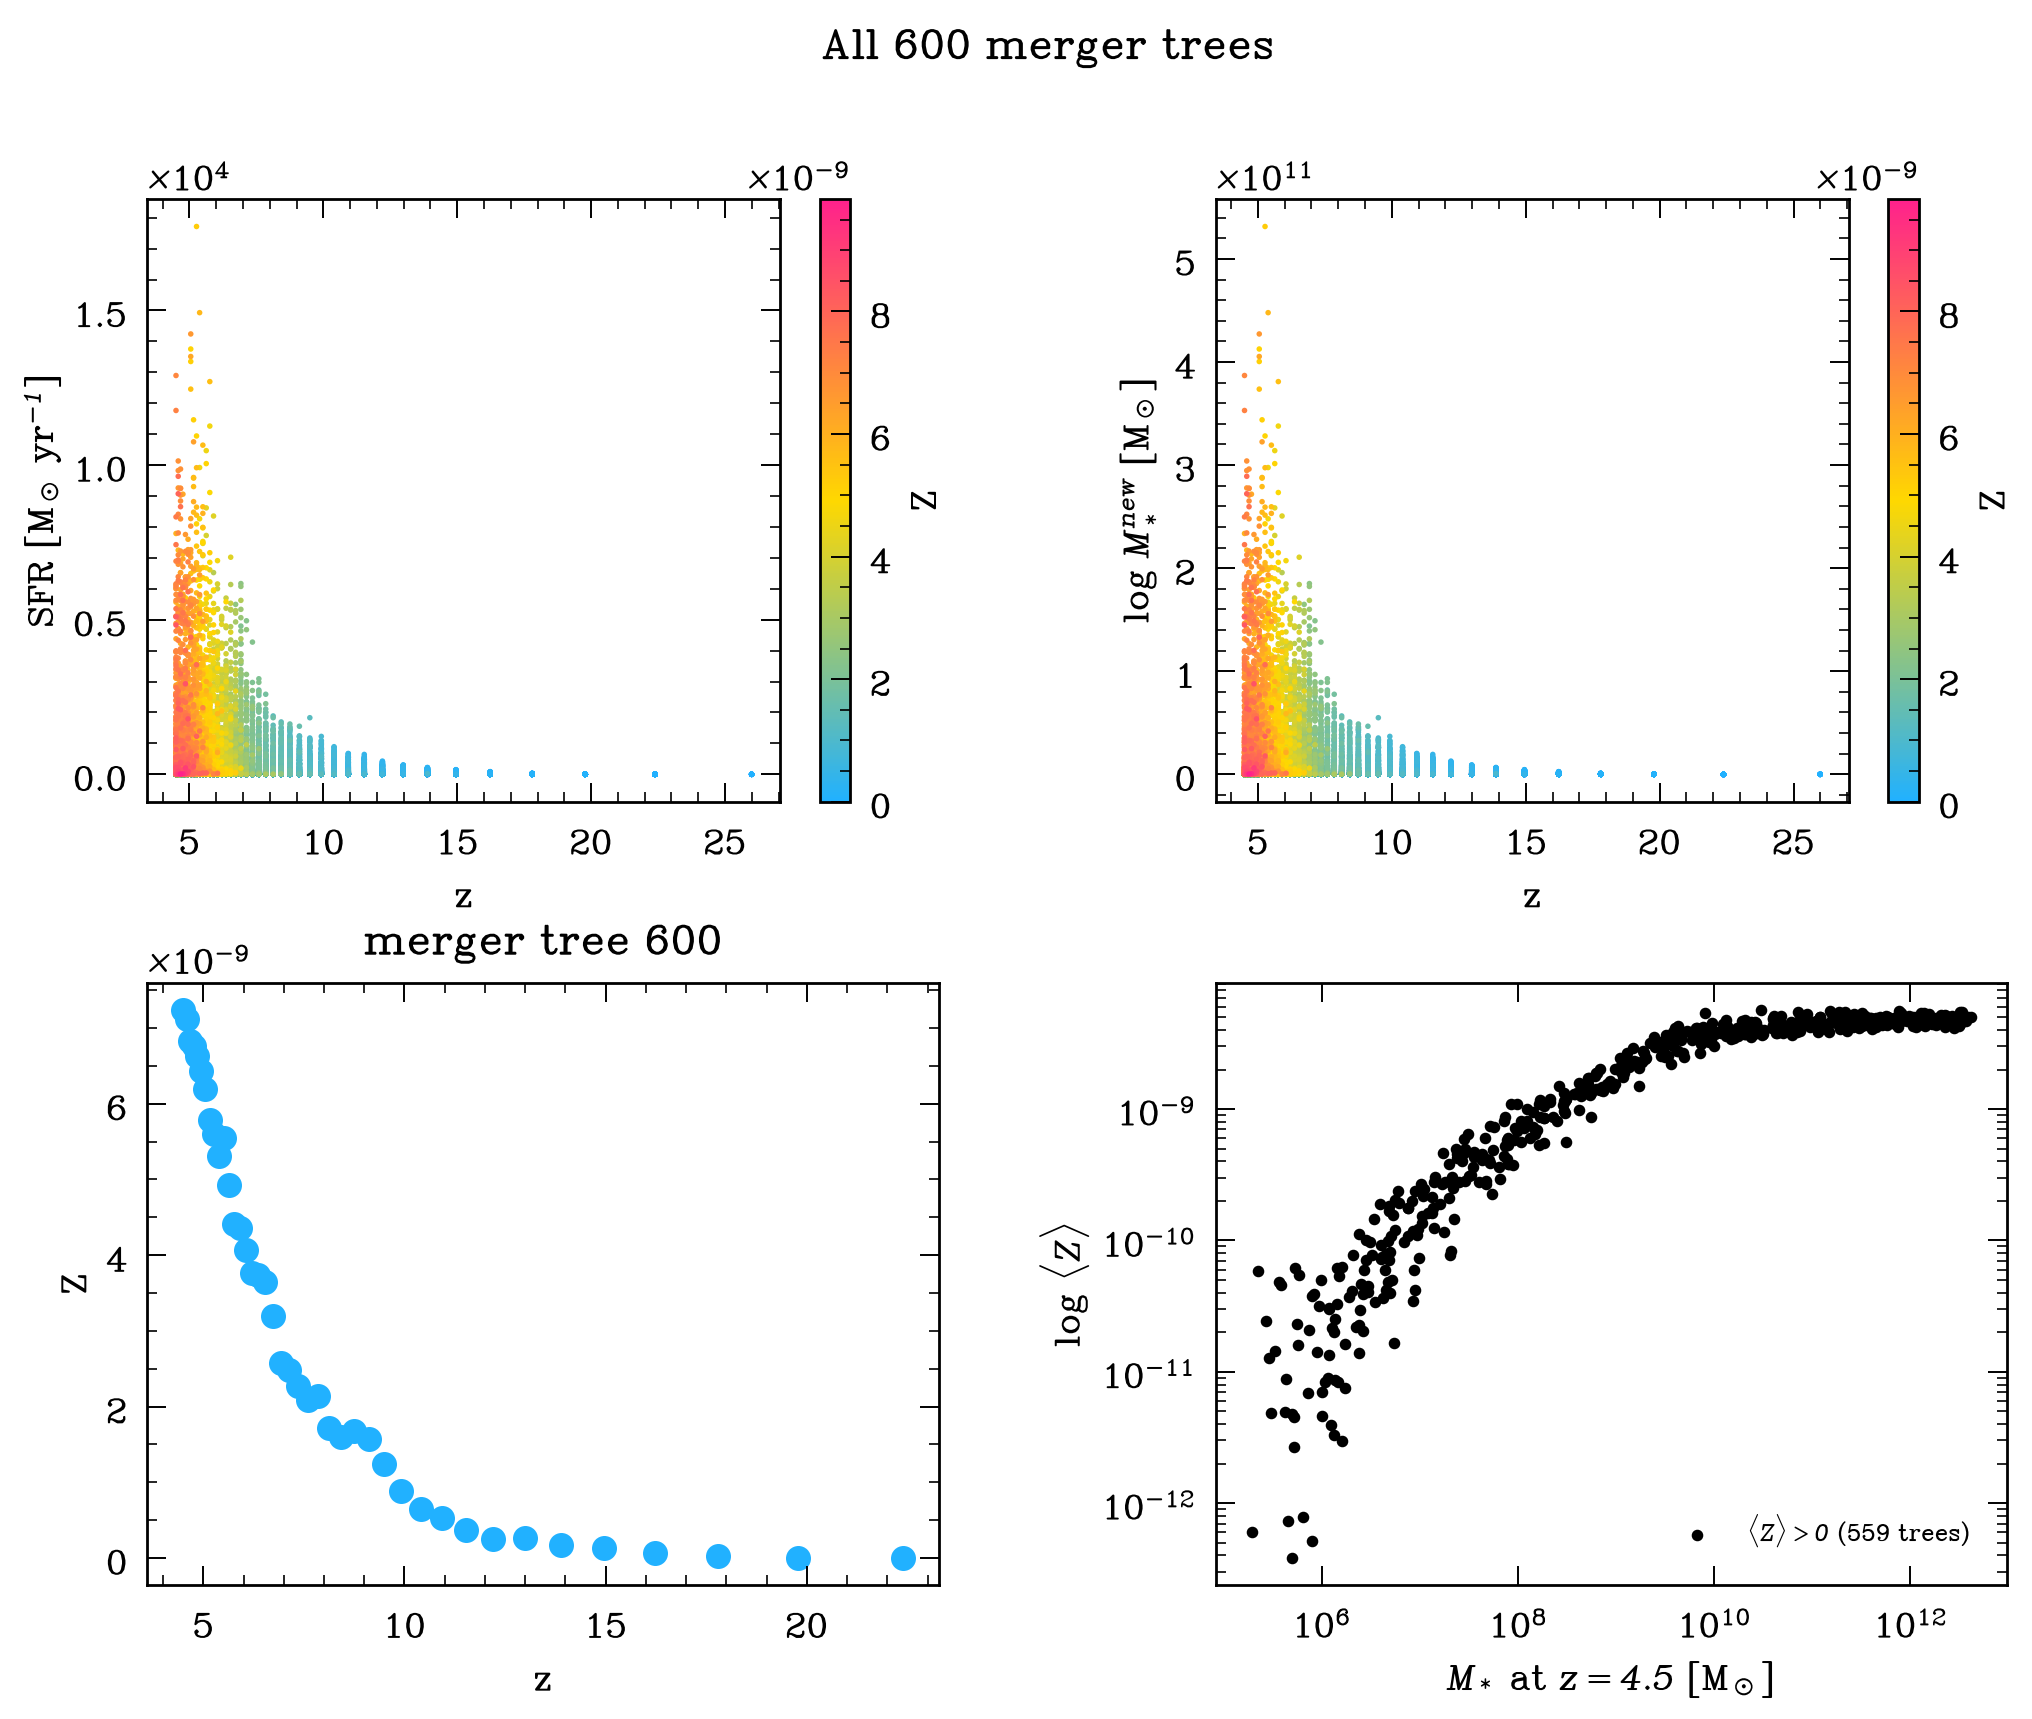 All 600 merger trees
×10⁴
×10⁻⁹
SFR [M⊙ yr⁻¹]
1.5
1.0
0.5
0.0
5 10 15 20 25
z
8
6
4
2
0
Z
×10¹¹
×10⁻⁹
log M*ⁿᵉʷ [M⊙]
5
4
3
2
1
0
5 10 15 20 25
z
8
6
4
2
0
Z
merger tree 600
×10⁻⁹
Z
6
4
2
0
5 10 15 20
z
log ⟨Z⟩
10⁻⁹
10⁻¹⁰
10⁻¹¹
10⁻¹²
⟨Z⟩ > 0 (559 trees)
10⁶ 10⁸ 10¹⁰ 10¹²
M* at z = 4.5 [M⊙]